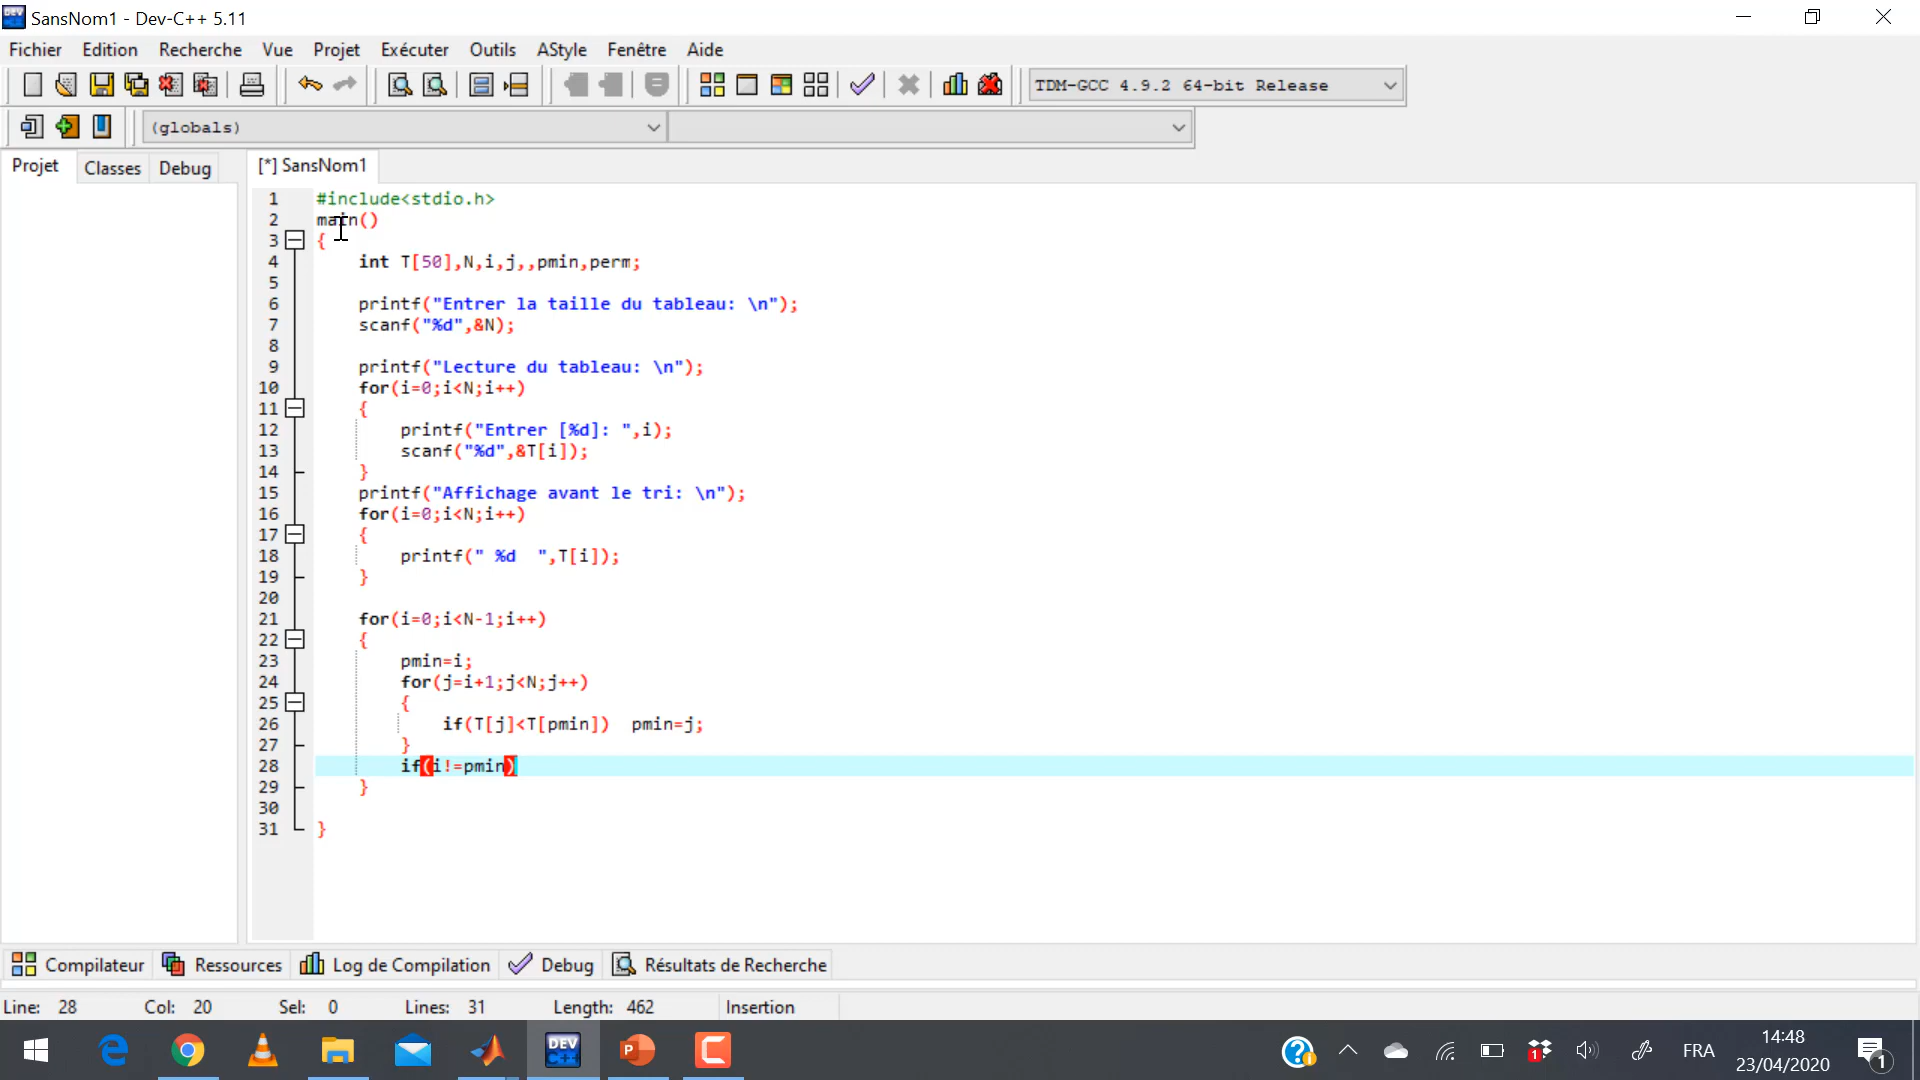 SansNom1 - Dev-C++ 5.11
Fichier Edition Recherche Vue Projet Exécuter Outils AStyle Fenêtre Aide
TDM-GCC 4.9.2 64-bit Release
(globals)
Projet Classes Debug [*] SansNom1
1 #include<stdio.h>
2 main()
3 {
4 int T[50],N,i,j,,pmin,perm;
5
6 printf("Entrer la taille du tableau: \n");
7 scanf("%d",&N);
8
9 printf("Lecture du tableau: \n");
10 for(i=0;i<N;i++)
11 {
12 printf("Entrer [%d]: ",i);
13 scanf("%d",&T[i]);
14 }
15 printf("Affichage avant le tri: \n");
16 for(i=0;i<N;i++)
17 {
18 printf(" %d  ",T[i]);
19 }
20
21 for(i=0;i<N-1;i++)
22 {
23 pmin=i;
24 for(j=i+1;j<N;j++)
25 {
26 if(T[j]<T[pmin])  pmin=j;
27 }
28 if(i!=pmin)
29 }
30
31 }
Compilateur Ressources Log de Compilation Debug Résultats de Recherche
Line: 28 Col: 20 Sel: 0 Lines: 31 Length: 462 Insertion
DEV C++
P
1
FRA
14:48
23/04/2020
1